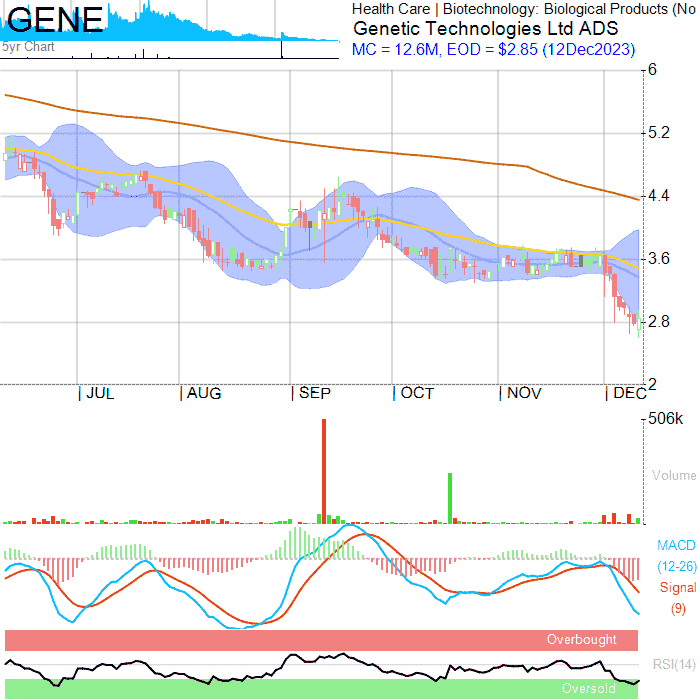 GENE
5yr Chart
Health Care | Biotechnology: Biological Products (No
Genetic Technologies Ltd ADS
MC = 12.6M, EOD = $2.85 (12Dec2023)
6
5.2
4.4
3.6
2.8
2
| JUL | AUG | SEP | OCT | NOV | DEC
506k
Volume
MACD
(12-26)
Signal
(9)
Overbought
RSI(14)
Oversold